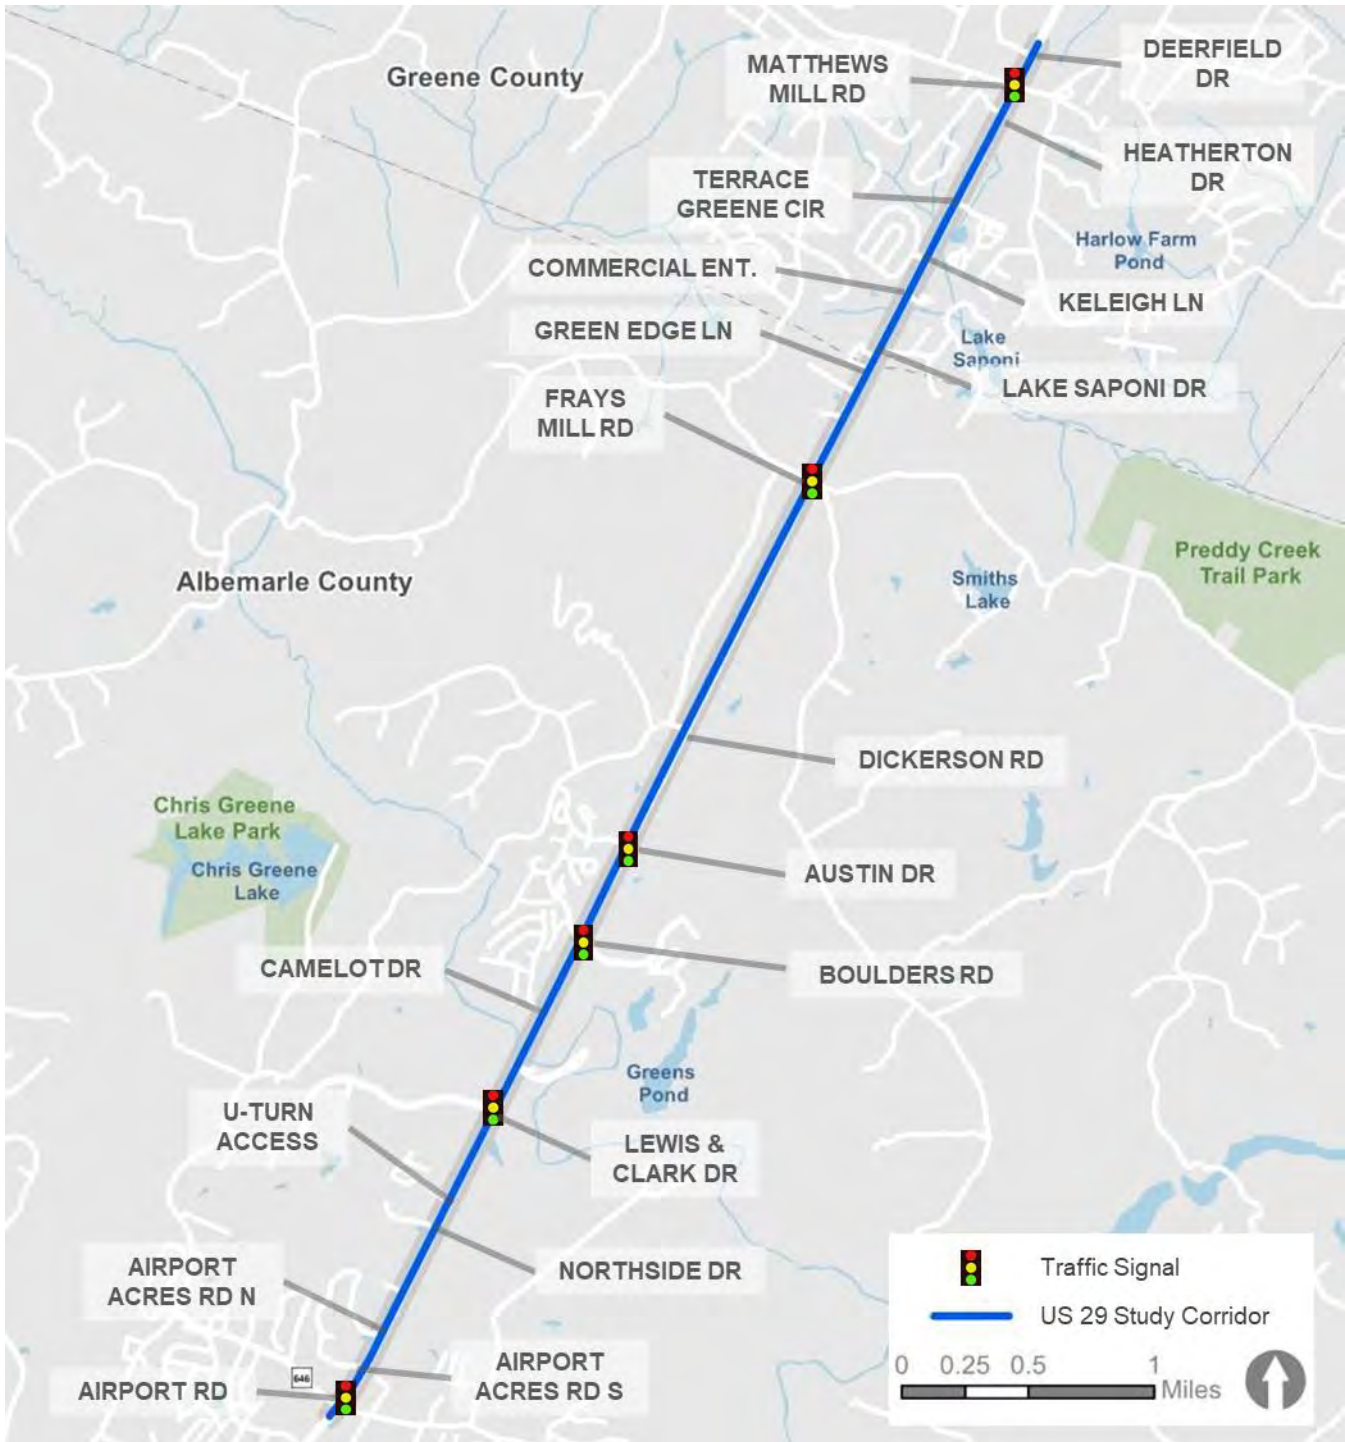 DEERFIELD
DR
MATTHEWS
MILL RD
Greene County
HEATHERTON
DR
TERRACE
GREENE CIR
Harlow Farm
Pond
COMMERCIAL ENT.
KELEIGH LN
GREEN EDGE LN
Lake
Saponi
LAKE SAPONI DR
FRAYS
MILL RD
Preddy Creek
Trail Park
Albemarle County
Smiths
Lake
DICKERSON RD
Chris Greene
Lake Park
Chris Greene
Lake
AUSTIN DR
CAMELOT DR
BOULDERS RD
Greens
Pond
U-TURN
ACCESS
LEWIS &
CLARK DR
AIRPORT
ACRES RD N
NORTHSIDE DR
AIRPORT
ACRES RD S
646
AIRPORT RD
Traffic Signal
US 29 Study Corridor
0 0.25 0.5 1
Miles